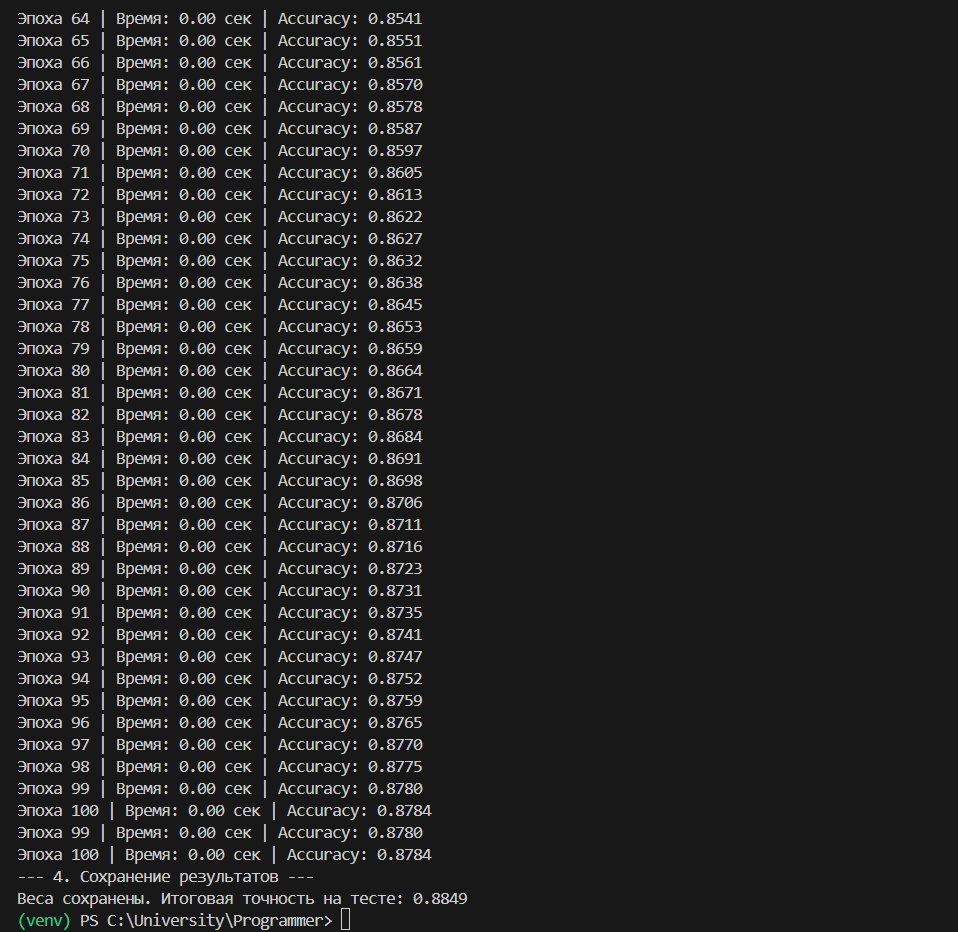 Эпоха 64 | Время: 0.00 сек | Accuracy: 0.8541
Эпоха 65 | Время: 0.00 сек | Accuracy: 0.8551
Эпоха 66 | Время: 0.00 сек | Accuracy: 0.8561
Эпоха 67 | Время: 0.00 сек | Accuracy: 0.8570
Эпоха 68 | Время: 0.00 сек | Accuracy: 0.8578
Эпоха 69 | Время: 0.00 сек | Accuracy: 0.8587
Эпоха 70 | Время: 0.00 сек | Accuracy: 0.8597
Эпоха 71 | Время: 0.00 сек | Accuracy: 0.8605
Эпоха 72 | Время: 0.00 сек | Accuracy: 0.8613
Эпоха 73 | Время: 0.00 сек | Accuracy: 0.8622
Эпоха 74 | Время: 0.00 сек | Accuracy: 0.8627
Эпоха 75 | Время: 0.00 сек | Accuracy: 0.8632
Эпоха 76 | Время: 0.00 сек | Accuracy: 0.8638
Эпоха 77 | Время: 0.00 сек | Accuracy: 0.8645
Эпоха 78 | Время: 0.00 сек | Accuracy: 0.8653
Эпоха 79 | Время: 0.00 сек | Accuracy: 0.8659
Эпоха 80 | Время: 0.00 сек | Accuracy: 0.8664
Эпоха 81 | Время: 0.00 сек | Accuracy: 0.8671
Эпоха 82 | Время: 0.00 сек | Accuracy: 0.8678
Эпоха 83 | Время: 0.00 сек | Accuracy: 0.8684
Эпоха 84 | Время: 0.00 сек | Accuracy: 0.8691
Эпоха 85 | Время: 0.00 сек | Accuracy: 0.8698
Эпоха 86 | Время: 0.00 сек | Accuracy: 0.8706
Эпоха 87 | Время: 0.00 сек | Accuracy: 0.8711
Эпоха 88 | Время: 0.00 сек | Accuracy: 0.8716
Эпоха 89 | Время: 0.00 сек | Accuracy: 0.8723
Эпоха 90 | Время: 0.00 сек | Accuracy: 0.8731
Эпоха 91 | Время: 0.00 сек | Accuracy: 0.8735
Эпоха 92 | Время: 0.00 сек | Accuracy: 0.8741
Эпоха 93 | Время: 0.00 сек | Accuracy: 0.8747
Эпоха 94 | Время: 0.00 сек | Accuracy: 0.8752
Эпоха 95 | Время: 0.00 сек | Accuracy: 0.8759
Эпоха 96 | Время: 0.00 сек | Accuracy: 0.8765
Эпоха 97 | Время: 0.00 сек | Accuracy: 0.8770
Эпоха 98 | Время: 0.00 сек | Accuracy: 0.8775
Эпоха 99 | Время: 0.00 сек | Accuracy: 0.8780
Эпоха 100 | Время: 0.00 сек | Accuracy: 0.8784
Эпоха 99 | Время: 0.00 сек | Accuracy: 0.8780
Эпоха 100 | Время: 0.00 сек | Accuracy: 0.8784
--- 4. Сохранение результатов ---
Веса сохранены. Итоговая точность на тесте: 0.8849
(venv) PS C:\University\Programmer>